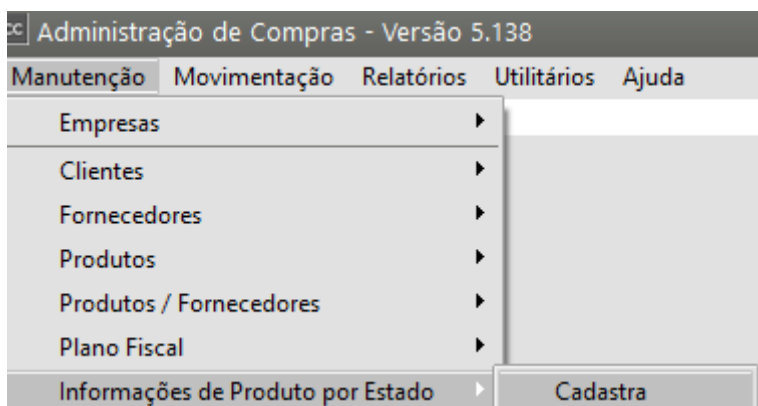 Administração de Compras - Versão 5.138
Manutenção Movimentação Relatórios Utilitários Ajuda
Empresas
Clientes
Fornecedores
Produtos
Produtos / Fornecedores
Plano Fiscal
Informações de Produto por Estado Cadastra